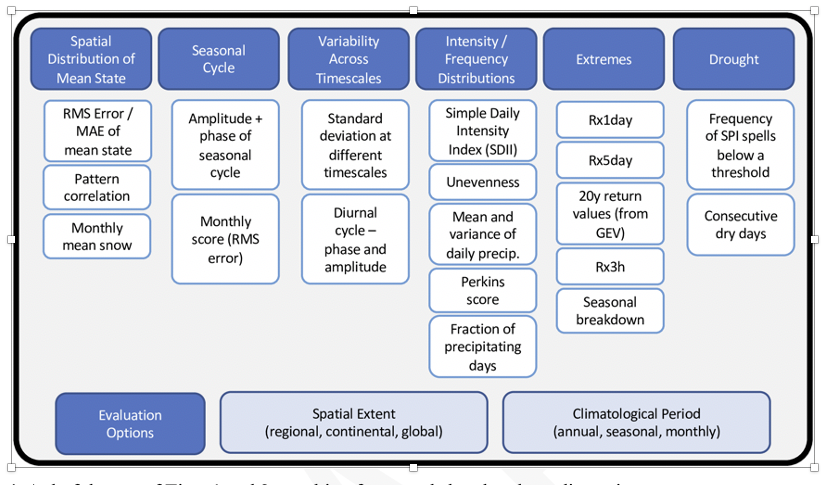 Spatial
Distribution of
Mean State
Seasonal
Cycle
Variability
Across
Timescales
Intensity /
Frequency
Distributions
Extremes
Drought
RMS Error /
MAE of
mean state
Pattern
correlation
Monthly
mean snow
Amplitude +
phase of
seasonal
cycle
Monthly
score (RMS
error)
Standard
deviation at
different
timescales
Diurnal
cycle –
phase and
amplitude
Simple Daily
Intensity
Index (SDII)
Unevenness
Mean and
variance of
daily precip.
Perkins
score
Fraction of
precipitating
days
Rx1day
Rx5day
20y return
values (from
GEV)
Rx3h
Seasonal
breakdown
Frequency
of SPI spells
below a
threshold
Consecutive
dry days
Evaluation
Options
Spatial Extent
(regional, continental, global)
Climatological Period
(annual, seasonal, monthly)